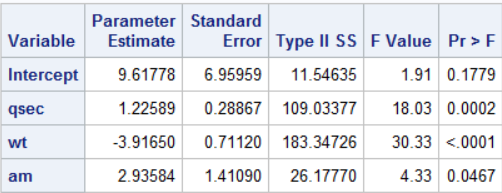 Variable Parameter Estimate Standard Error Type II SS F Value Pr > F
Intercept 9.61778 6.95959 11.54635 1.91 0.1779
qsec 1.22589 0.28867 109.03377 18.03 0.0002
wt -3.91650 0.71120 183.34726 30.33 <.0001
am 2.93584 1.41090 26.17770 4.33 0.0467